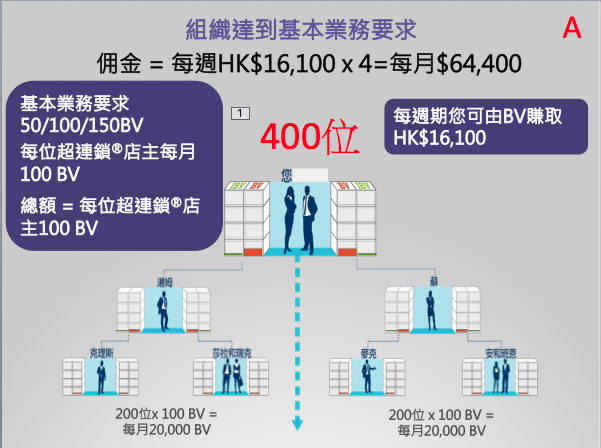 組織達到基本業務要求
A
佣金 = 每週HK$16,100 x 4=每月$64,400
基本業務要求
50/100/150BV
每位超連鎖®店主每月
100 BV
總額 = 每位超連鎖®店
主100 BV
1
400位
每週期您可由BV賺取
HK$16,100
您
IBV BV BV IBV
湯姆
蘇
克理斯
莎拉和瑞克
麥克
安和班恩
200位x 100 BV =
每月20,000 BV
200位x 100 BV =
每月20,000 BV